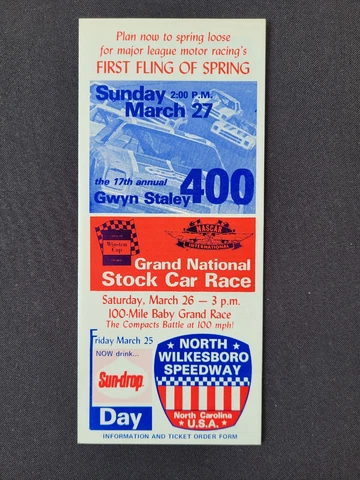 Plan now to spring loose
for major league motor racing's
FIRST FLING OF SPRING
Sunday 2:00 P.M.
March 27
the 17th annual
Gwyn Staley 400
Winston Cup
NASCAR
INTERNATIONAL
Grand National
Stock Car Race
Saturday, March 26 — 3 p.m.
100-Mile Baby Grand Race
The Compacts Battle at 100 mph!
Friday March 25
NOW drink...
Sun-drop
Day
NORTH
WILKESBORO
SPEEDWAY
North Carolina
U.S.A.
INFORMATION AND TICKET ORDER FORM